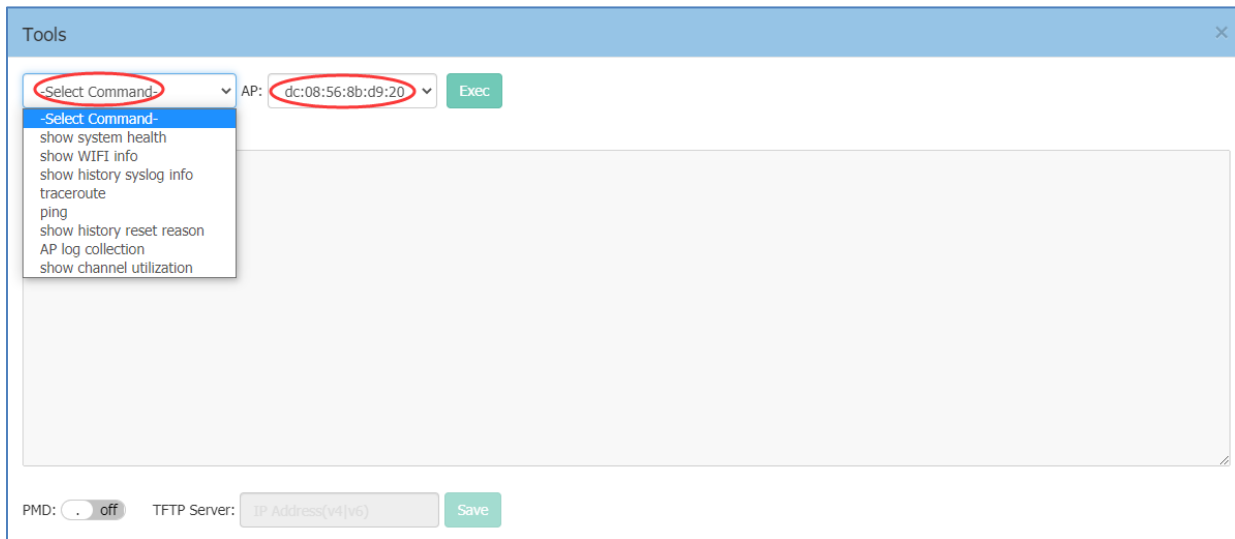 Tools ×
-Select Command- AP: dc:08:56:8b:d9:20 Exec
-Select Command-
show system health
show WIFI info
show history syslog info
traceroute
ping
show history reset reason
AP log collection
show channel utilization
PMD: . off TFTP Server: IP Address(v4|v6) Save